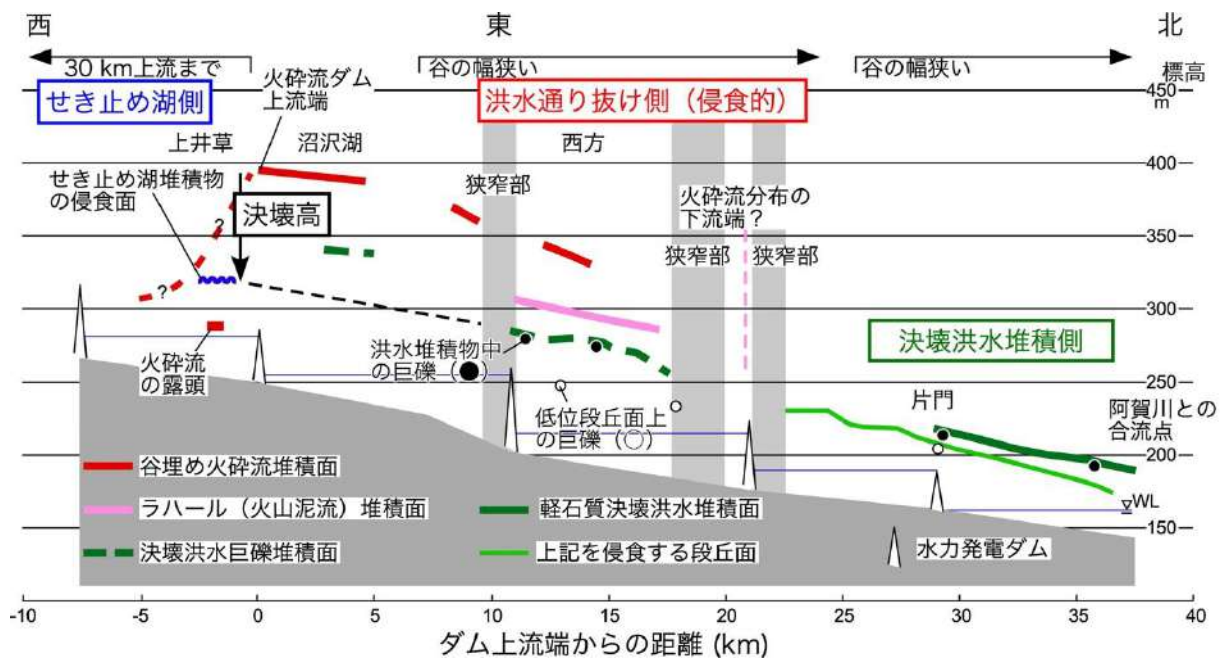 西
東
北
30 km上流まで
谷の幅狭い
谷の幅狭い
標高
m
450
せき止め湖側
火砕流ダム
上流端
洪水通り抜け側（侵食的）
上井草
沼沢湖
西方
400
せき止め湖堆積物
の侵食面
狭窄部
火砕流分布の
下流端？
決壊高
?
350
狭窄部
狭窄部
?
300
火砕流
の露頭
洪水堆積物中
の巨礫（●）
決壊洪水堆積側
250
低位段丘面上
の巨礫（○）
片門
阿賀川との
合流点
200
谷埋め火砕流堆積面
ラハール（火山泥流）堆積面
軽石質決壊洪水堆積面
WL
150
決壊洪水巨礫堆積面
上記を侵食する段丘面
水力発電ダム
-10 -5 0 5 10 15 20 25 30 35 40
ダム上流端からの距離 (km)